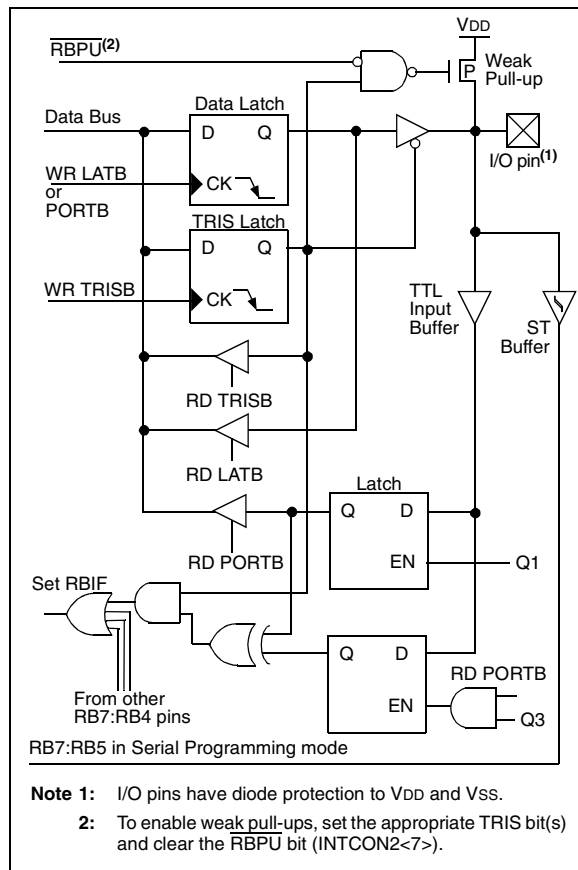 VDD
RBPU(2)
P
Weak
Pull-up
Data Latch
Data Bus
D
Q
I/O pin(1)
WR LATB
or
PORTB
CK
TRIS Latch
D
Q
WR TRISB
CK
TTL
Input
Buffer
ST
Buffer
RD TRISB
RD LATB
Latch
Q
D
RD PORTB
EN
Q1
Set RBIF
Q
D
RD PORTB
EN
Q3
From other
RB7:RB4 pins
RB7:RB5 in Serial Programming mode
Note 1: I/O pins have diode protection to VDD and VSS.
2: To enable weak pull-ups, set the appropriate TRIS bit(s)
and clear the RBPU bit (INTCON2<7>).